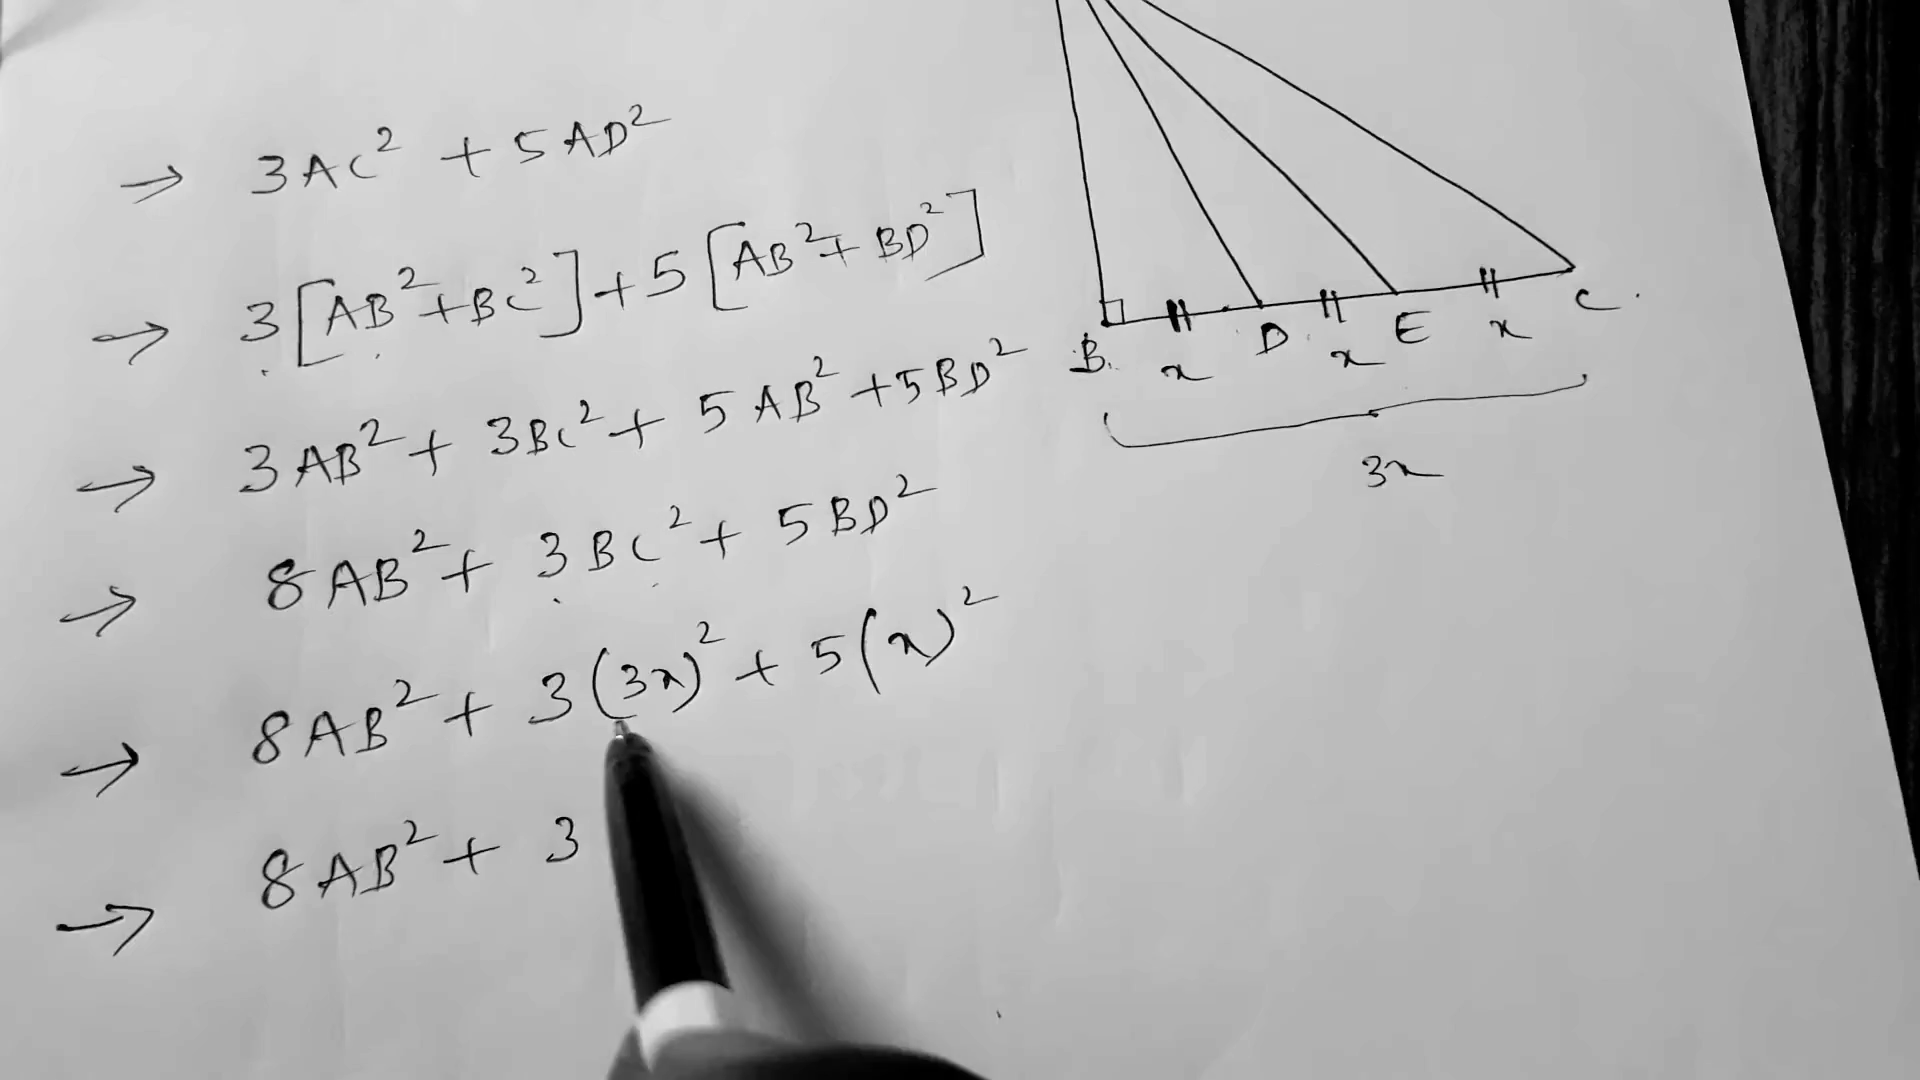 → 3AC² + 5AD²
→ 3[AB²+BC²]+5[AB²+BD²]
→ 3AB² + 3BC² + 5AB² + 5BD²
→ 8AB² + 3BC² + 5BD²
→ 8AB² + 3(3x)² + 5(x)²
→ 8AB² + 3
B D E C
x x x
3x